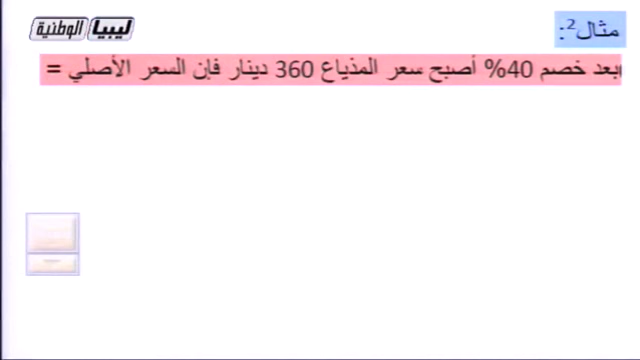 ليبيا الوطنية
مثال2:
بعد خصم 40% أصبح سعر المذياع 360 دينار فإن السعر الأصلي =